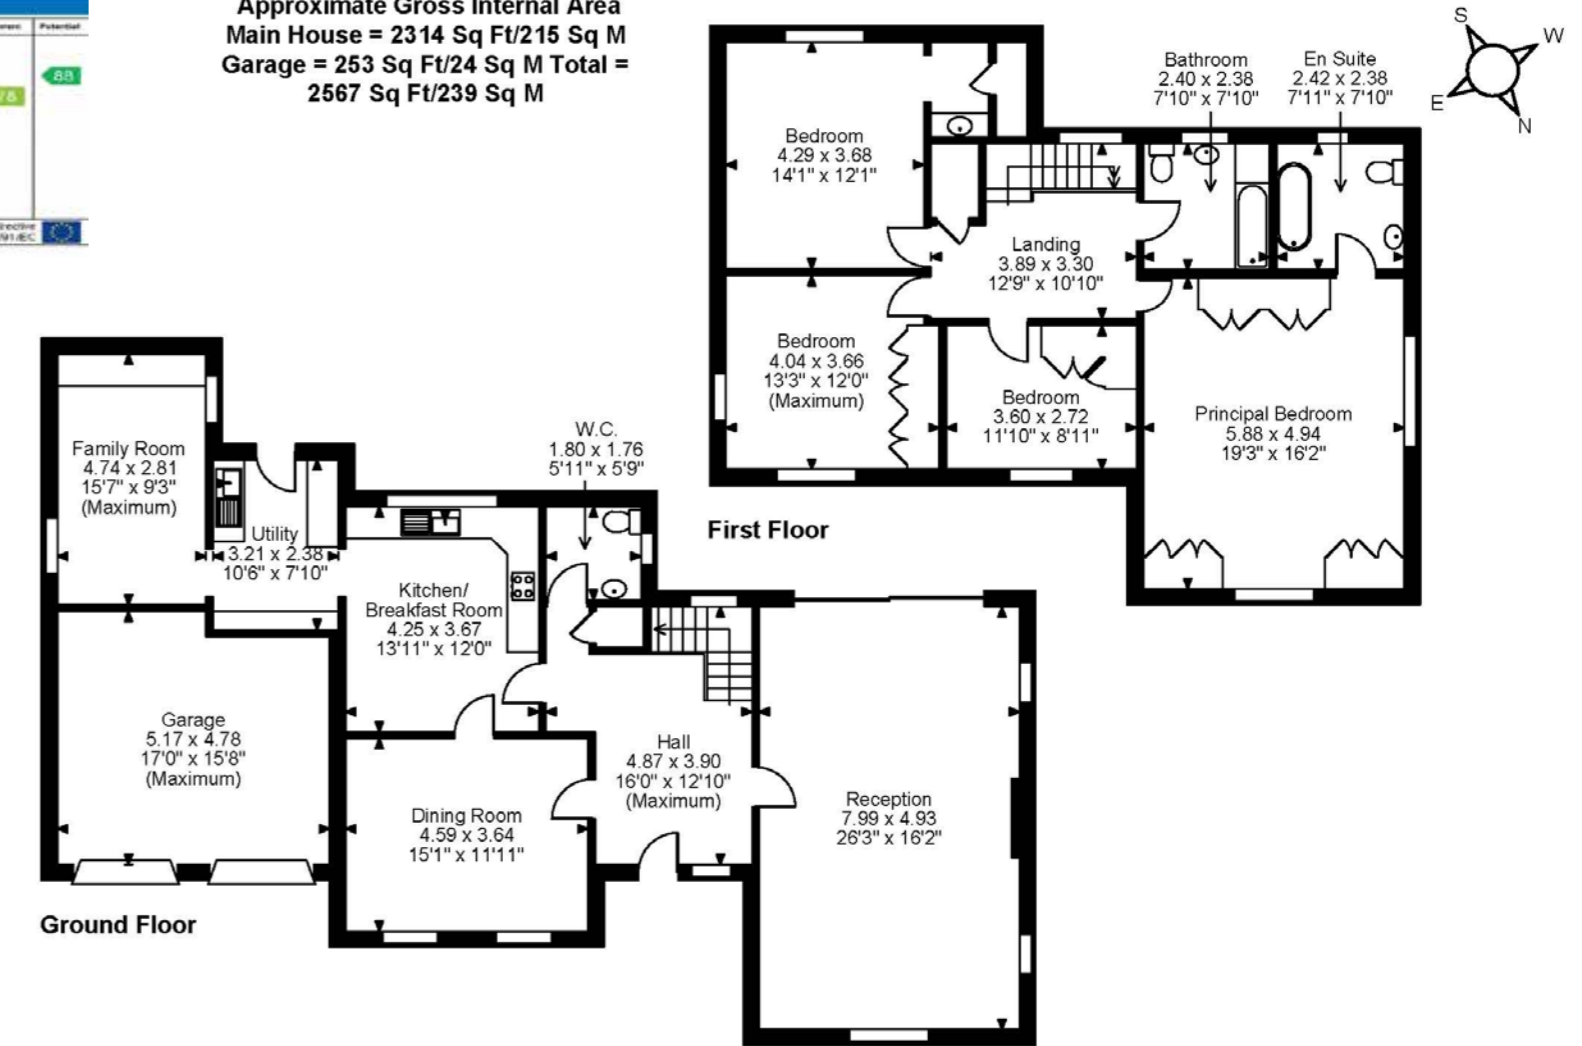 Potential
88
Approximate Gross Internal Area
Main House = 2314 Sq Ft/215 Sq M
Garage = 253 Sq Ft/24 Sq M Total =
2567 Sq Ft/239 Sq M
S
W
E
N
Bathroom
2.40 x 2.38
7'10" x 7'10"
En Suite
2.42 x 2.38
7'11" x 7'10"
Bedroom
4.29 x 3.68
14'1" x 12'1"
Landing
3.89 x 3.30
12'9" x 10'10"
Bedroom
4.04 x 3.66
13'3" x 12'0"
(Maximum)
Bedroom
3.60 x 2.72
11'10" x 8'11"
Principal Bedroom
5.88 x 4.94
19'3" x 16'2"
First Floor
Family Room
4.74 x 2.81
15'7" x 9'3"
(Maximum)
W.C.
1.80 x 1.76
5'11" x 5'9"
Utility
3.21 x 2.38
10'6" x 7'10"
Kitchen/
Breakfast Room
4.25 x 3.67
13'11" x 12'0"
Garage
5.17 x 4.78
17'0" x 15'8"
(Maximum)
Hall
4.87 x 3.90
16'0" x 12'10"
(Maximum)
Dining Room
4.59 x 3.64
15'1" x 11'11"
Reception
7.99 x 4.93
26'3" x 16'2"
Ground Floor